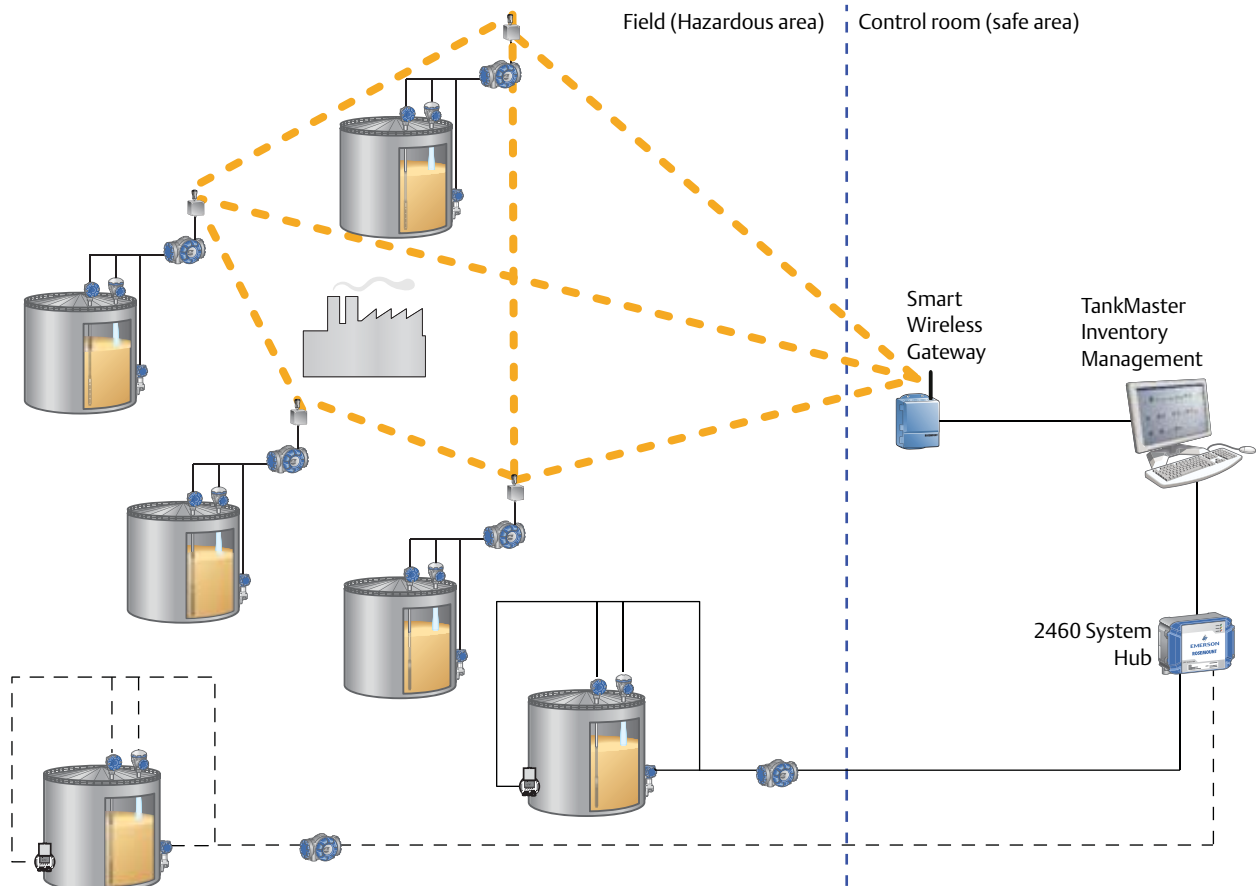 Field (Hazardous area)
Control room (safe area)
Smart
Wireless
Gateway
TankMaster
Inventory
Management
2460 System
Hub
EMERSON
ROSEMOUNT